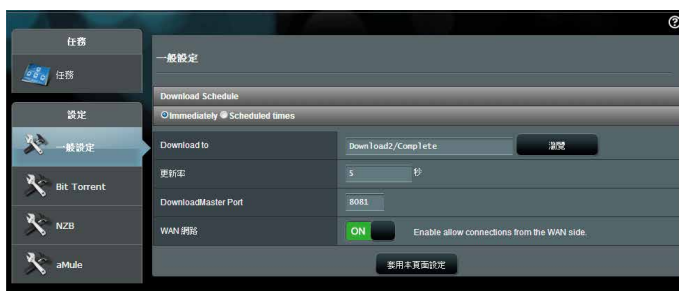 任務
任務
設定
一般設定
Bit Torrent
NZB
aMule
一般設定
Download Schedule
Immediately Scheduled times
Download to Download2/Complete 瀏覽
更新率 5 秒
DownloadMaster Port 8081
WAN 網路 ON Enable allow connections from the WAN side.
套用本頁面設定